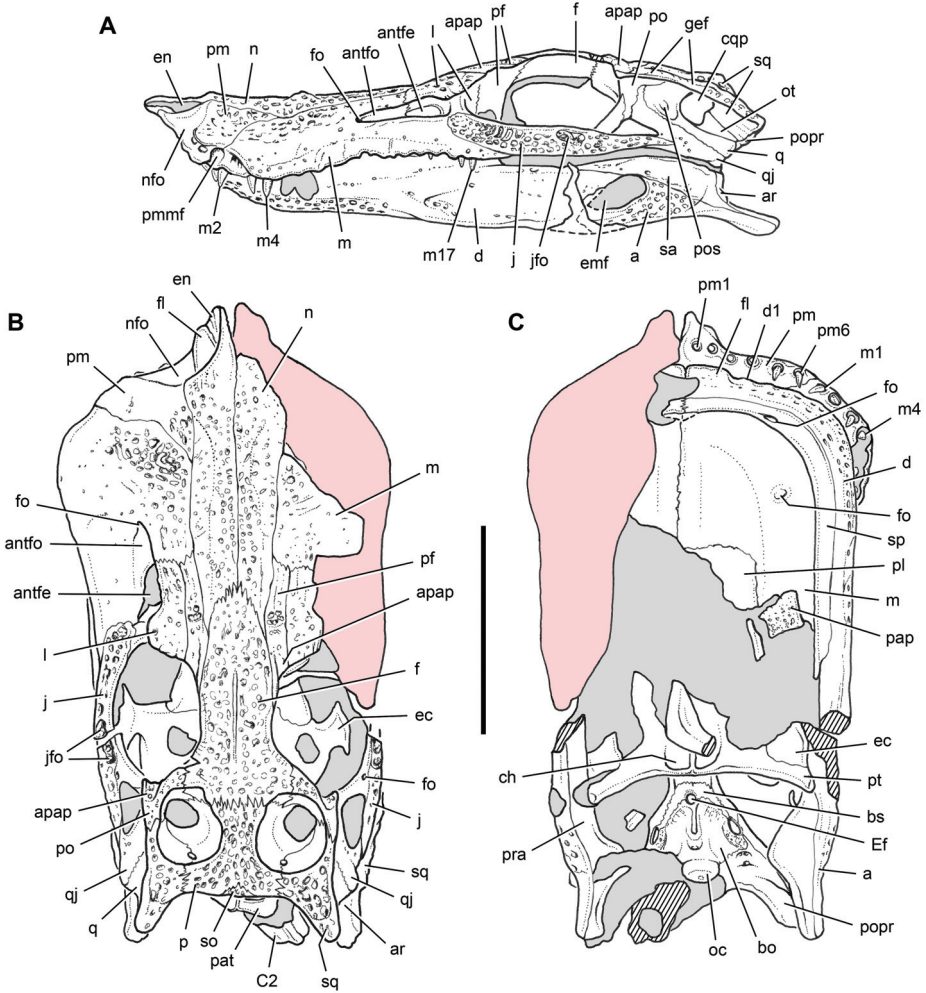 A
en
pm
n
fo
antfo
antfe
l
apap
pf
f
apap
po
gef
cqp
sq
ot
popr
q
qj
ar
nfo
pmmf
m2
m4
m
m17
d
j
jfo
emf
a
sa
pos
B
en
fl
nfo
pm
n
m
fo
antfo
antfe
pf
apap
l
j
f
ec
jfo
fo
apap
j
po
sq
qj
qj
q
p
so
pat
C2
sq
ar
C
pm1
fl
d1
pm
pm6
m1
fo
m4
d
fo
sp
pl
m
pap
ec
ch
pt
bs
Ef
pra
a
popr
oc
bo